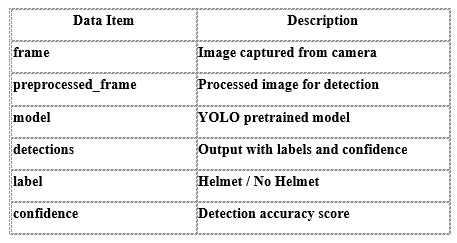 Data Item Description
frame Image captured from camera
preprocessed_frame Processed image for detection
model YOLO pretrained model
detections Output with labels and confidence
label Helmet / No Helmet
confidence Detection accuracy score